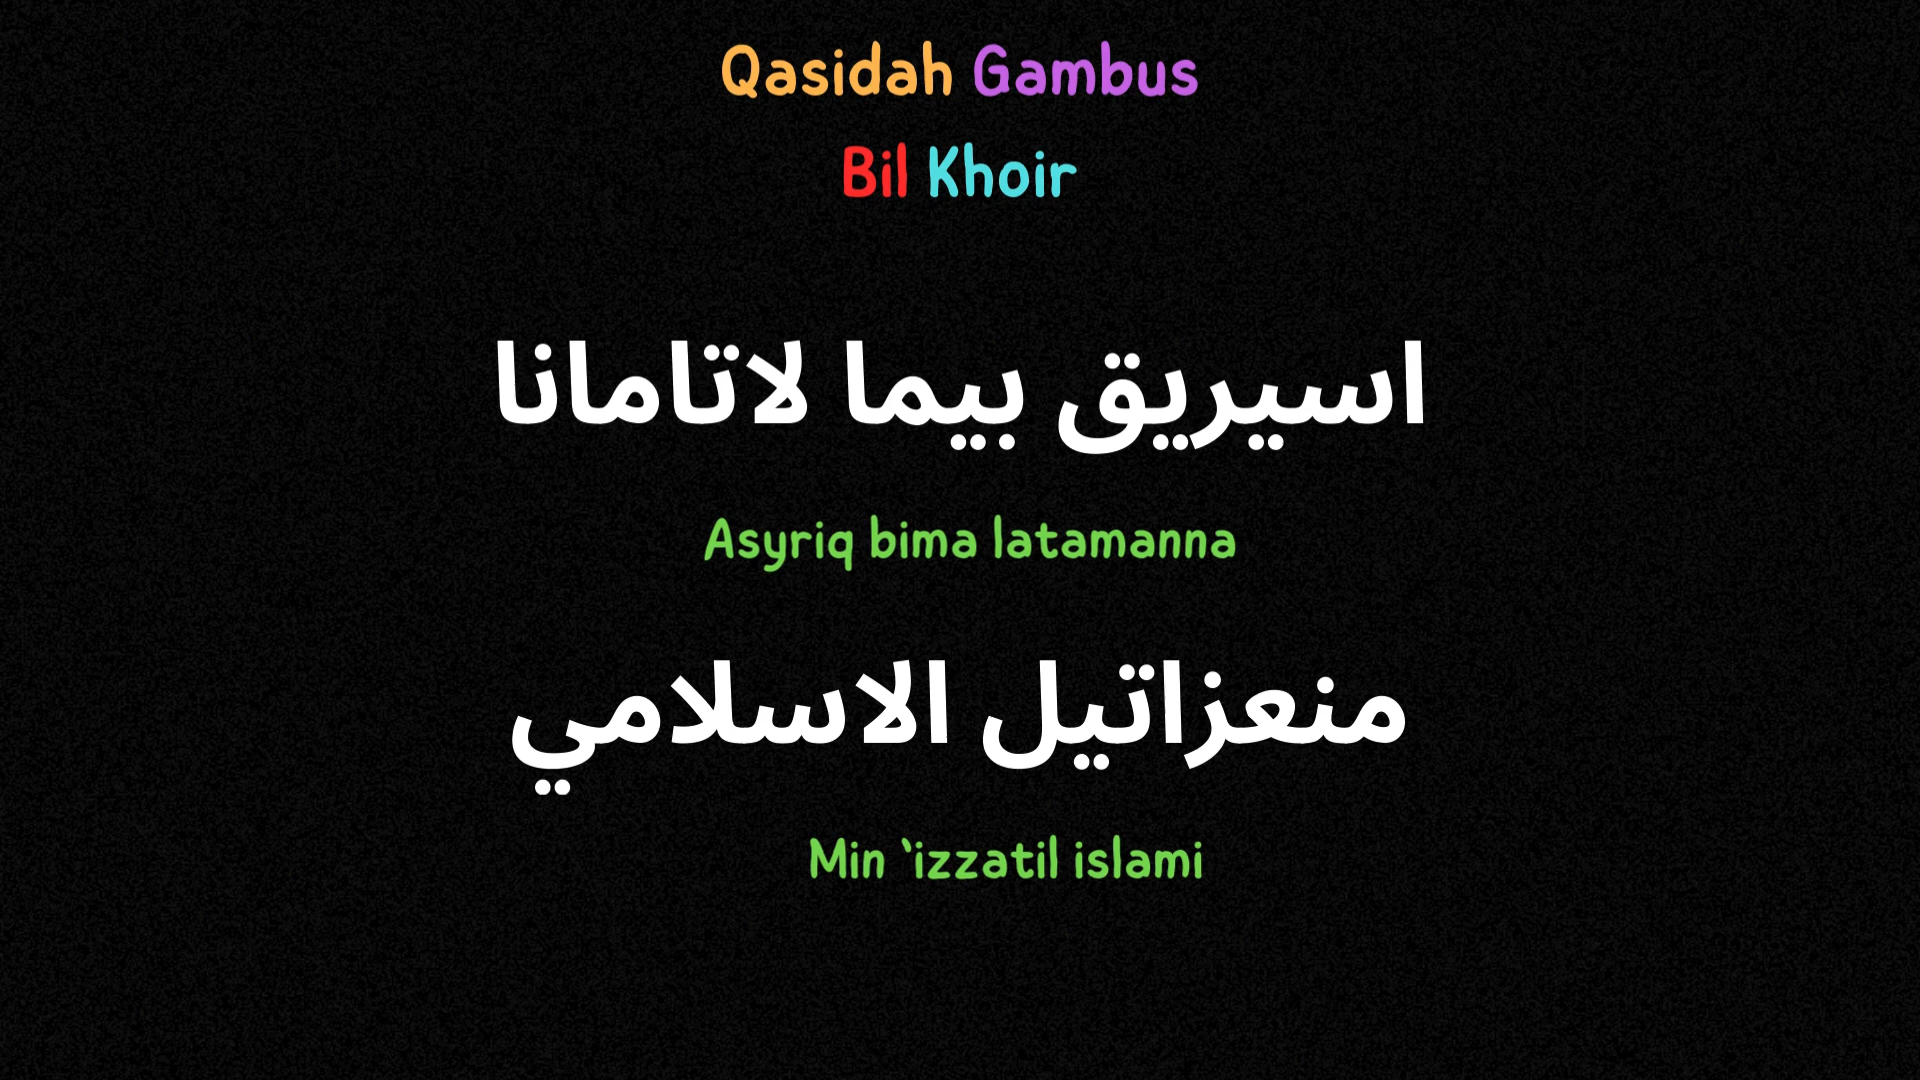 Qasidah Gambus
Bil Khoir
اسيريق بيما لاتامانا
Asyriq bima latamanna
منعزاتيل الاسلامي
Min `izzatil islami